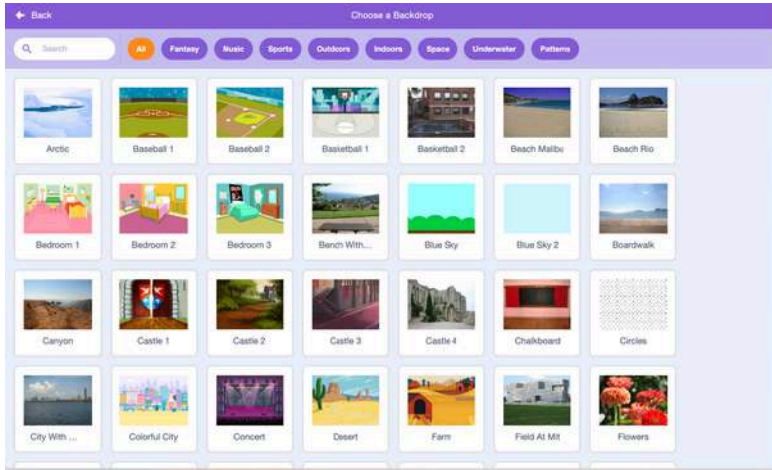 Back
Choose a Backdrop
Search
All Fantasy Music Sports Outdoors Indoors Space Underwater Patterns
Arctic Baseball 1 Baseball 2 Basketball 1 Basketball 2 Beach Malibu Beach Rio
Bedroom 1 Bedroom 2 Bedroom 3 Bench With... Blue Sky Blue Sky 2 Boardwalk
Canyon Castle 1 Castle 2 Castle 3 Castle 4 Chalkboard Circles
City With ... Colorful City Concert Desert Farm Field At Mit Flowers